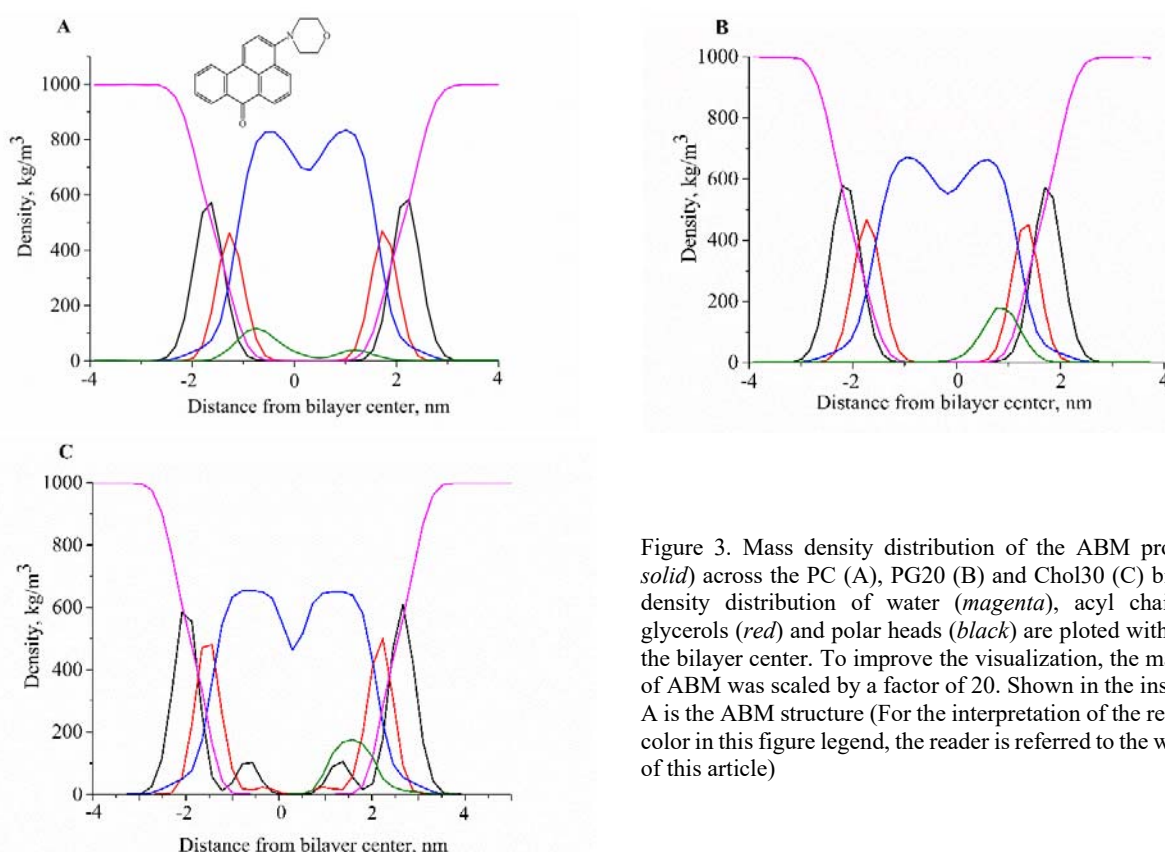 A
N
O
O
1000
800
600
400
200
0
Density, kg/m³
-4 -2 0 2 4
Distance from bilayer center, nm
B
1000
800
600
400
200
0
Density, kg/m³
-4 -2 0 2 4
Distance from bilayer center, nm
C
1000
800
600
400
200
0
Density, kg/m³
-4 -2 0 2 4
Distance from bilayer center, nm
Figure 3. Mass density distribution of the ABM pro
solid) across the PC (A), PG20 (B) and Chol30 (C) b
density distribution of water (magenta), acyl chai
glycerols (red) and polar heads (black) are ploted with
the bilayer center. To improve the visualization, the ma
of ABM was scaled by a factor of 20. Shown in the ins
A is the ABM structure (For the interpretation of the re
color in this figure legend, the reader is referred to the w
of this article)